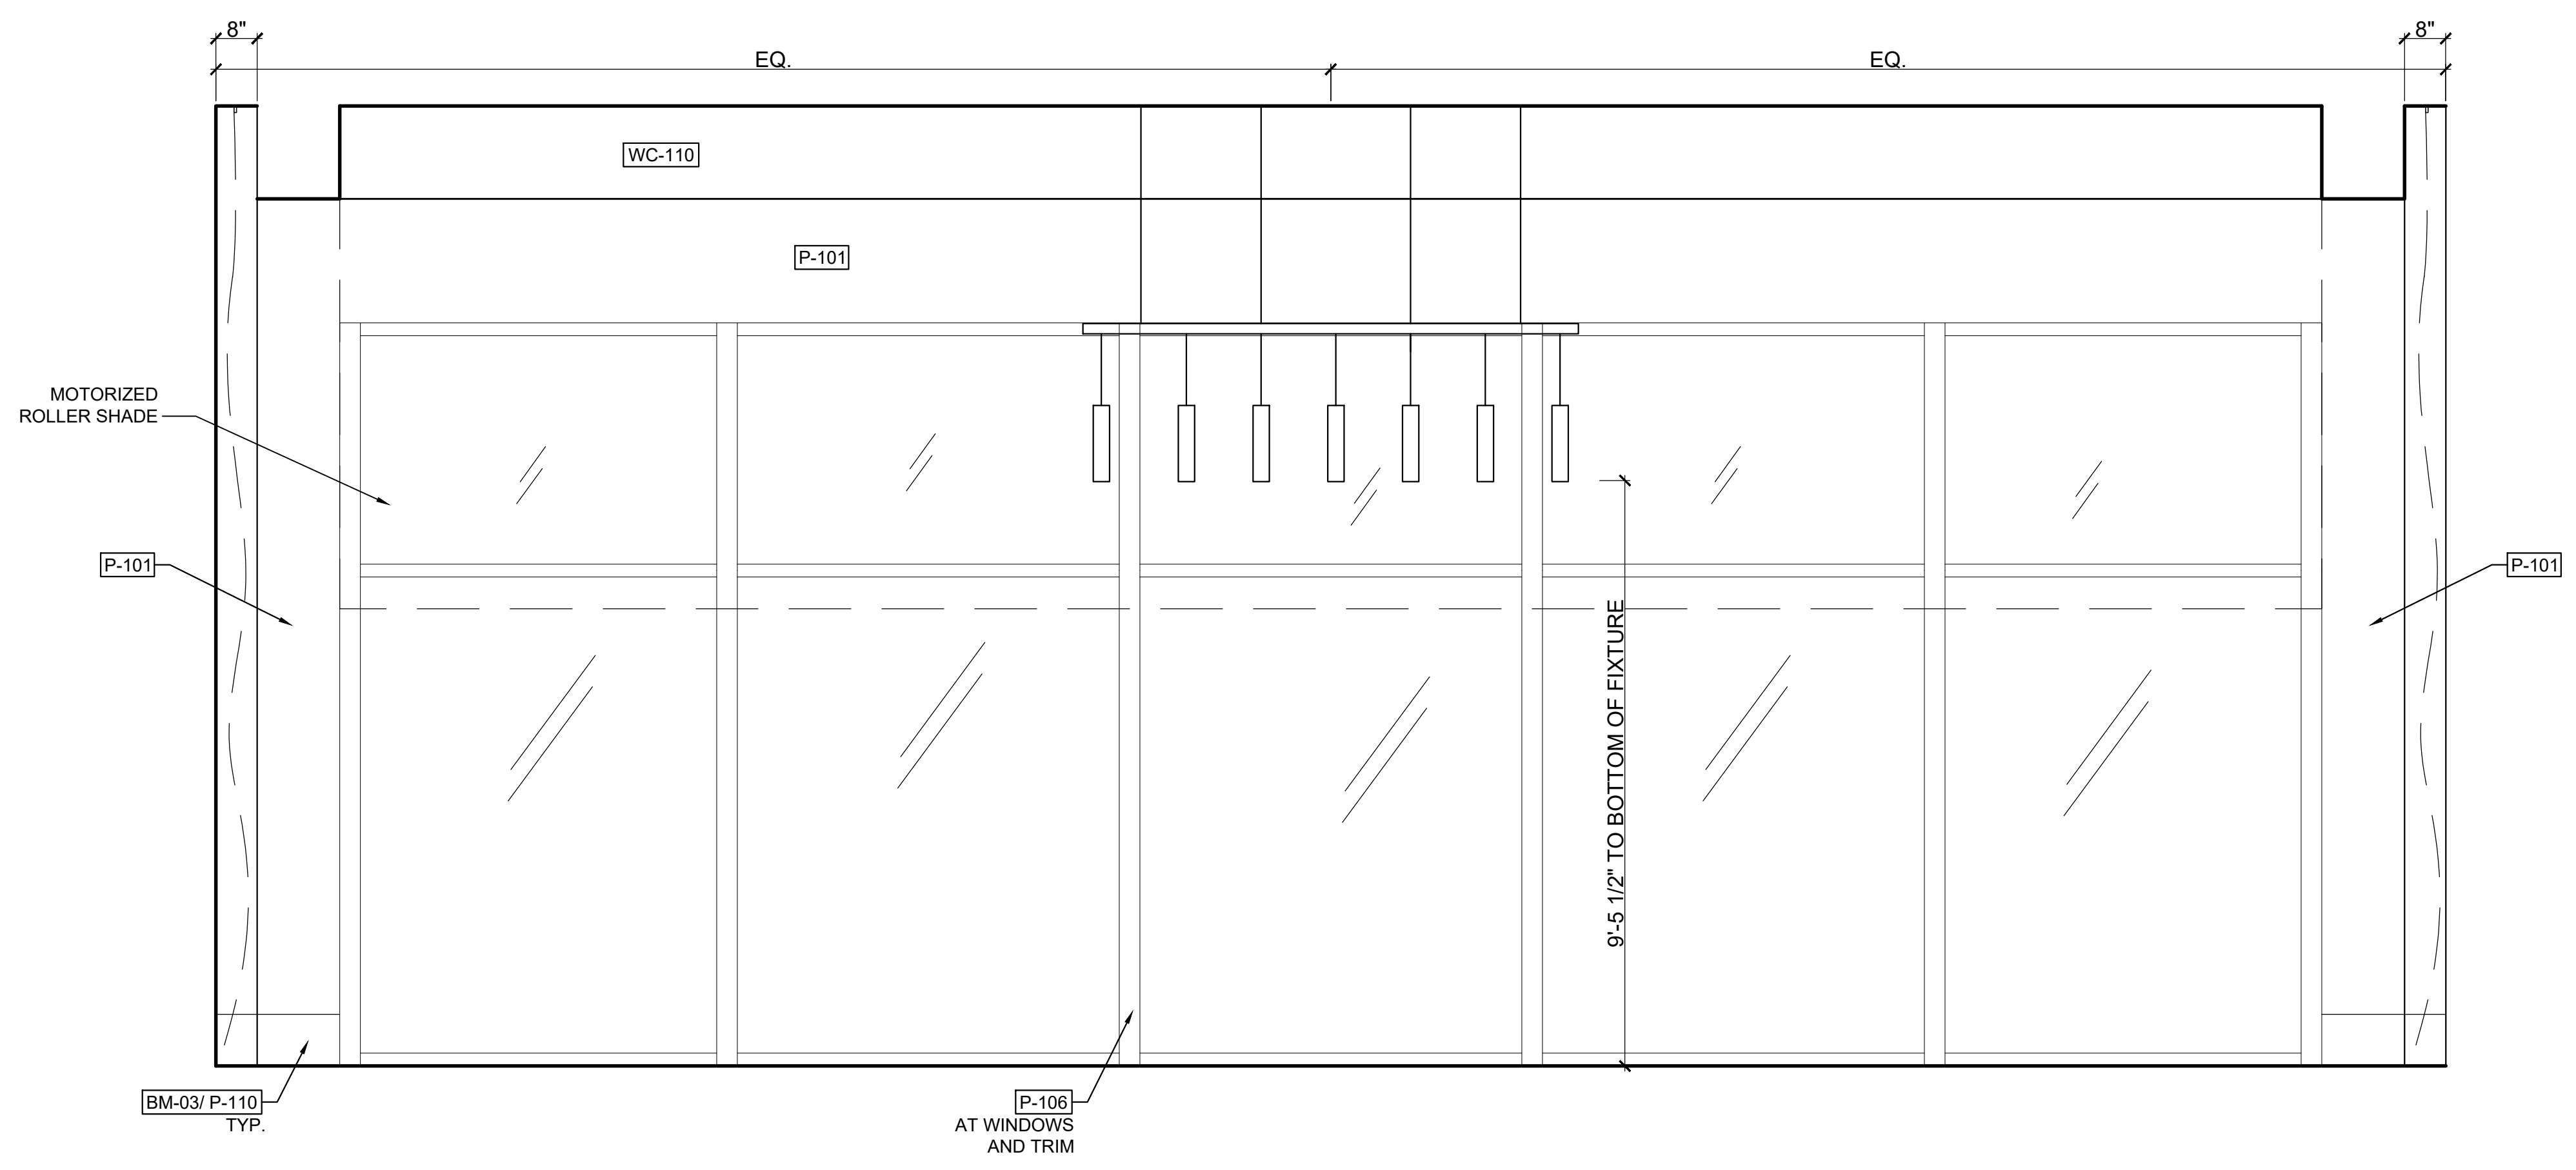 8"
8"
EQ.
EQ.
WC-110
P-101
MOTORIZED
ROLLER SHADE
P-101
P-101
9'-5 1/2" TO BOTTOM OF FIXTURE
BM-03/ P-110
TYP.
P-106
AT WINDOWS
AND TRIM